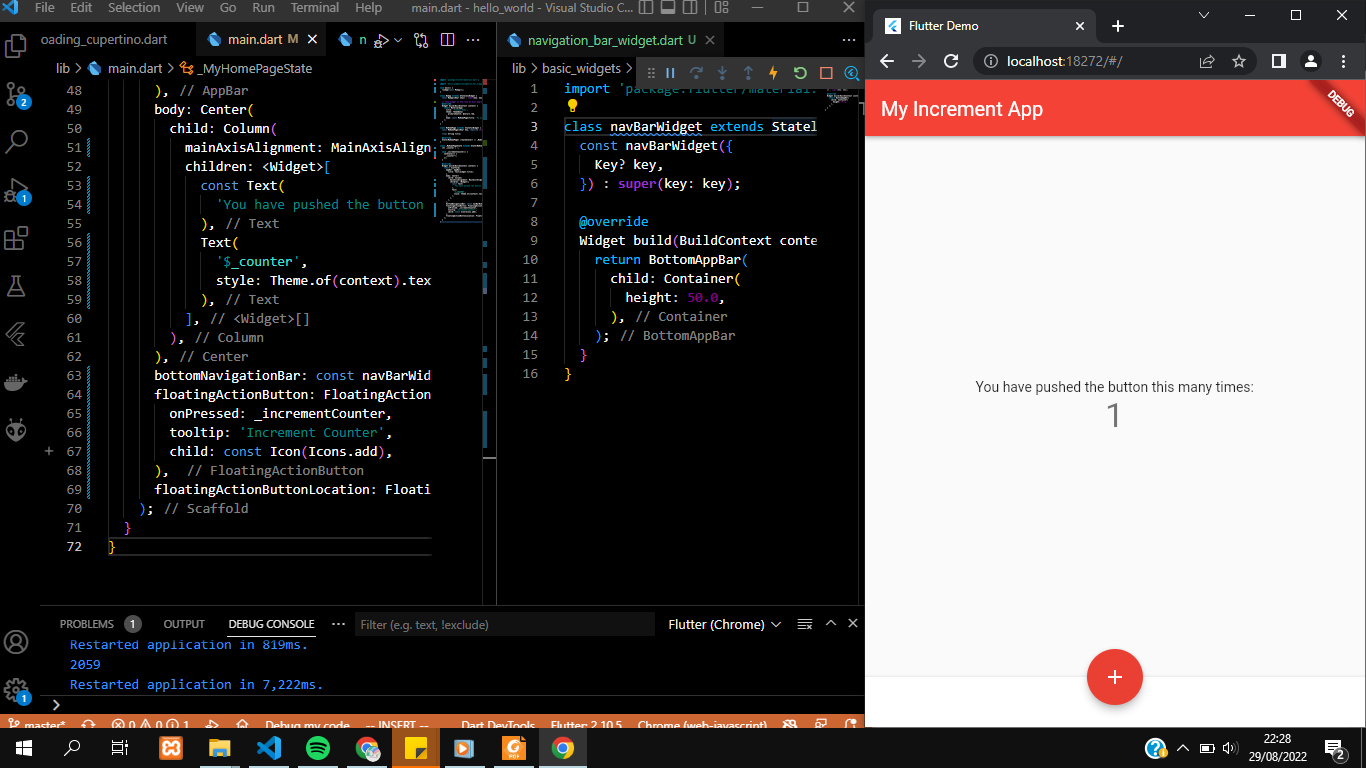 File Edit Selection View Go Run Terminal Help main.dart - hello_world - Visual Studio C...
oading_cupertino.dart main.dart M
lib > main.dart > _MyHomePageState
48 ), // AppBar
49 body: Center(
50 child: Column(
51 mainAxisAlignment: MainAxisAlign
52 children: <Widget>[
53 const Text(
54 'You have pushed the button
55 ), // Text
56 Text(
57 '$_counter',
58 style: Theme.of(context).tex
59 ), // Text
60 ], // <Widget>[]
61 ), // Column
62 ), // Center
63 bottomNavigationBar: const navBarWid
64 floatingActionButton: FloatingAction
65 onPressed: _incrementCounter,
66 tooltip: 'Increment Counter',
67 child: const Icon(Icons.add),
68 ), // FloatingActionButton
69 floatingActionButtonLocation: Floati
70 ); // Scaffold
71 }
72 }
navigation_bar_widget.dart U
lib > basic_widgets >
1 import 'package:flutter/material.
2
3 class navBarWidget extends Statel
4 const navBarWidget({
5 Key? key,
6 }) : super(key: key);
7
8 @override
9 Widget build(BuildContext conte
10 return BottomAppBar(
11 child: Container(
12 height: 50.0,
13 ), // Container
14 ); // BottomAppBar
15 }
16 }
PROBLEMS 1 OUTPUT DEBUG CONSOLE ... Filter (e.g. text, !exclude) Flutter (Chrome)
Restarted application in 819ms.
2059
Restarted application in 7,222ms.
>
master* 0 0 1 Debug my code -- INSERT -- Dart DevTools Flutter: 2.10.5 Chrome (web-javascript)
2
1
1
Flutter Demo
localhost:18272/#/
My Increment App
DEBUG
You have pushed the button this many times:
1
+
22:28
29/08/2022
2